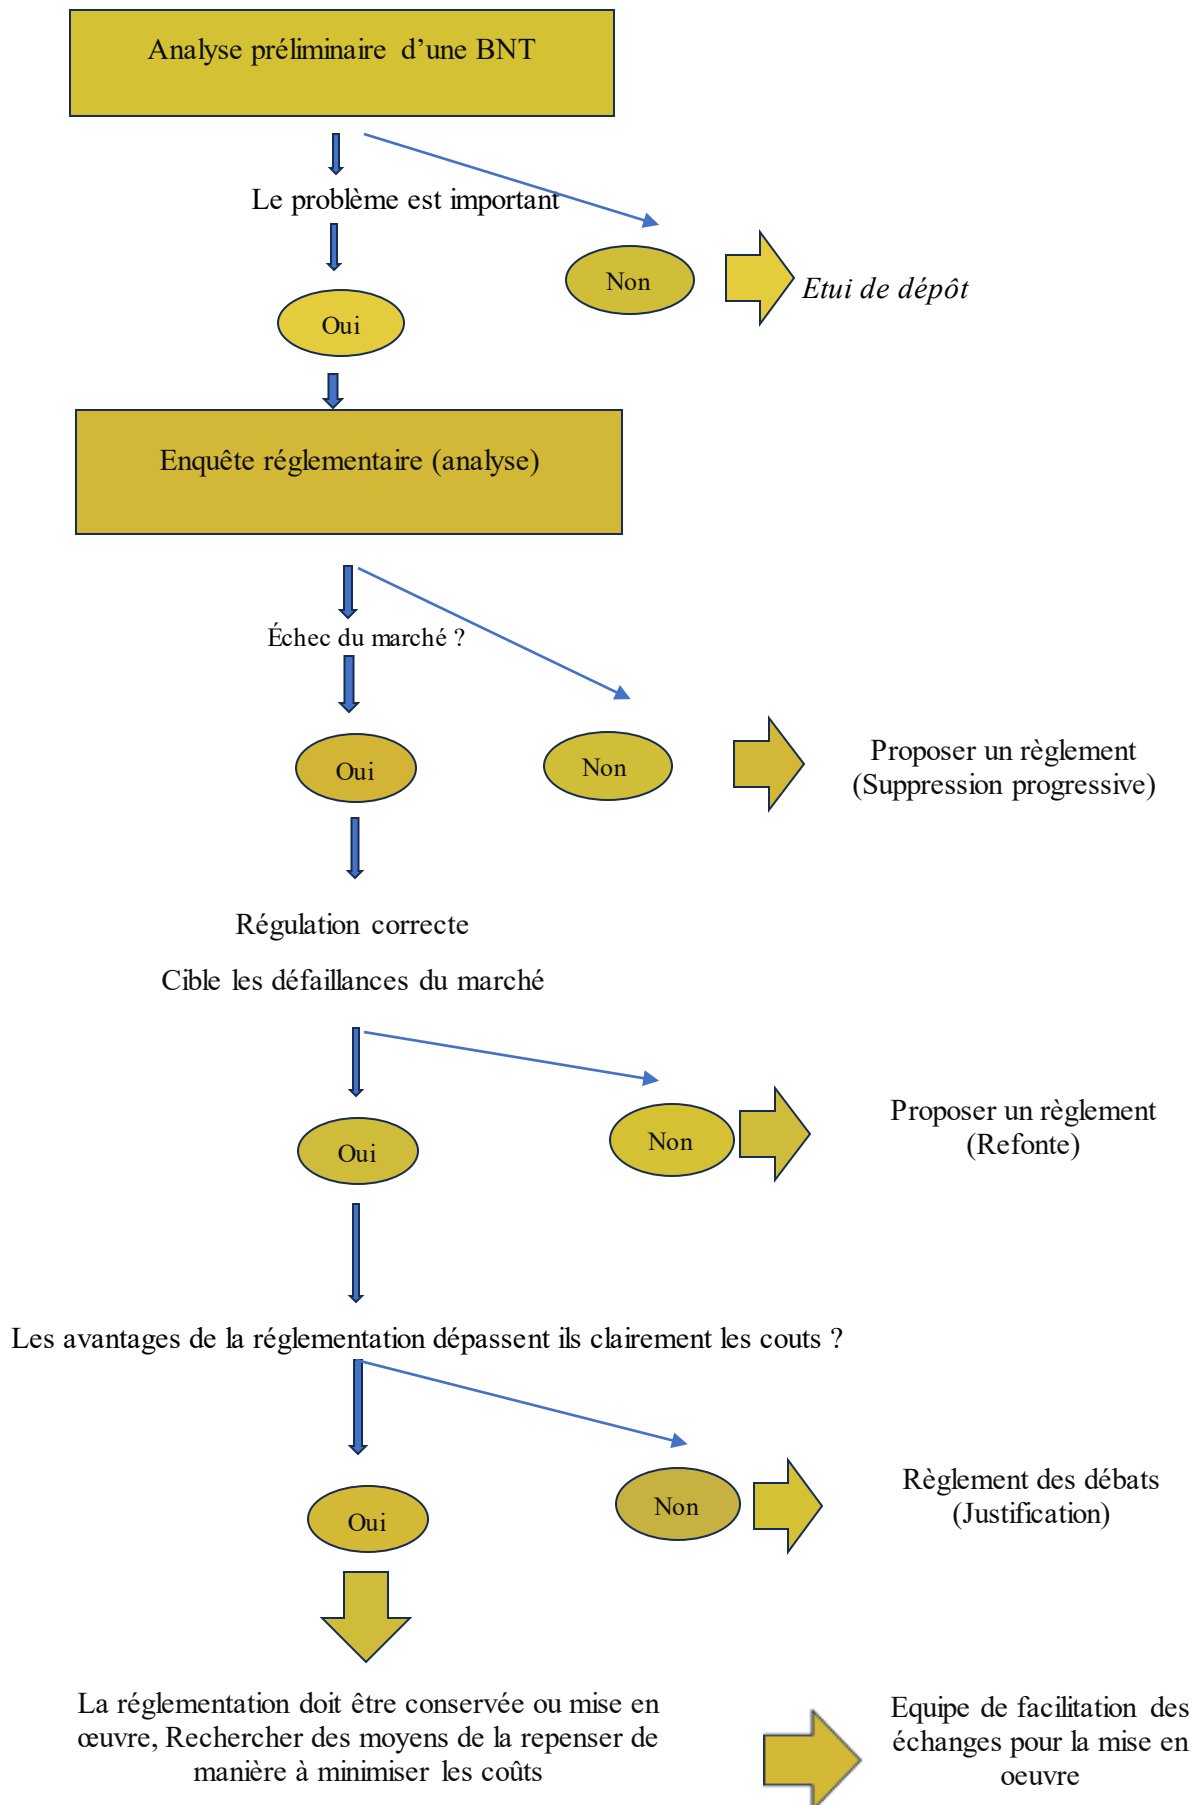 Analyse préliminaire d’une BNT
Le problème est important
Non
Etui de dépôt
Oui
Enquête réglementaire (analyse)
Échec du marché ?
Oui
Non
Proposer un règlement
(Suppression progressive)
Régulation correcte
Cible les défaillances du marché
Oui
Non
Proposer un règlement
(Refonte)
Les avantages de la réglementation dépassent ils clairement les couts ?
Oui
Non
Règlement des débats
(Justification)
La réglementation doit être conservée ou mise en
œuvre, Rechercher des moyens de la repenser de
manière à minimiser les coûts
Equipe de facilitation des
échanges pour la mise en
oeuvre